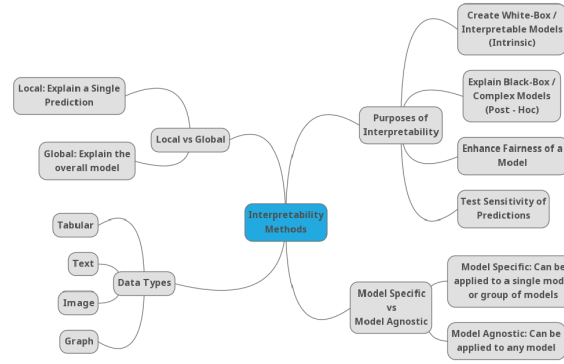 Create White-Box /
Interpretable Models
(Intrinsic)
Local: Explain a Single
Prediction
Explain Black-Box /
Complex Models
(Post - Hoc)
Purposes of
Interpretability
Local vs Global
Global: Explain the
overall model
Enhance Fairness of a
Model
Test Sensitivity of
Predictions
Interpretability
Methods
Tabular
Text
Data Types
Image
Graph
Model Specific
vs
Model Agnostic
Model Specific: Can be
applied to a single mod
or group of models
Model Agnostic: Can be
applied to any model